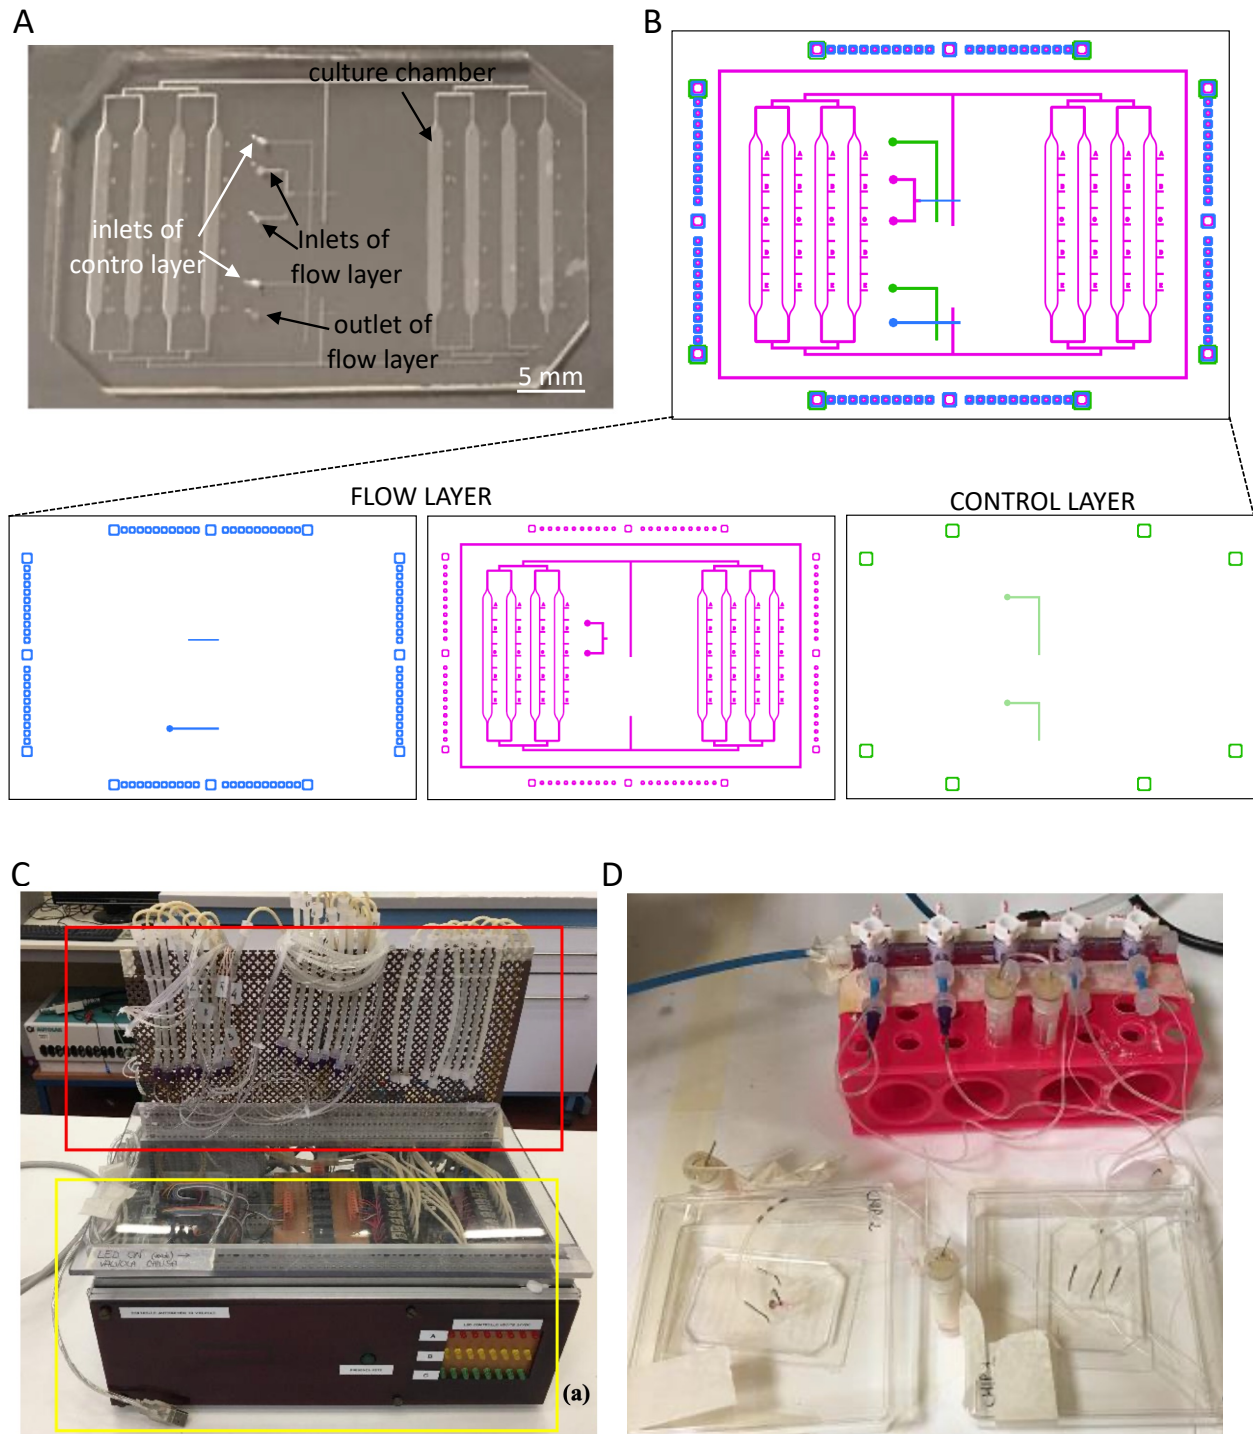 A
culture chamber
inlets of
contro layer
Inlets of
flow layer
outlet of
flow layer
5 mm
B
A
B
E
A
B
E
FLOW LAYER
CONTROL LAYER
C
LED ON
A
B
C
(a)
D
CHIP 2
CHIP 1